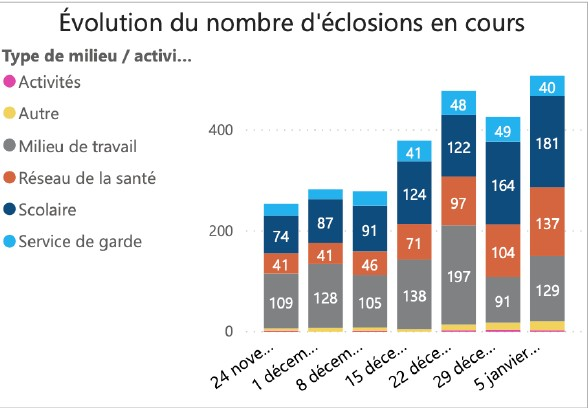 Évolution du nombre d'éclosions en cours
Type de milieu / activi...
Activités
Autre
Milieu de travail
Réseau de la santé
Scolaire
Service de garde
400
200
0
74
41
109
87
41
128
91
46
105
41
124
71
138
48
122
97
197
49
164
104
91
40
181
137
129
24 nove...
1 décem...
8 décem...
15 déce...
22 déce...
29 déce...
5 janvier...